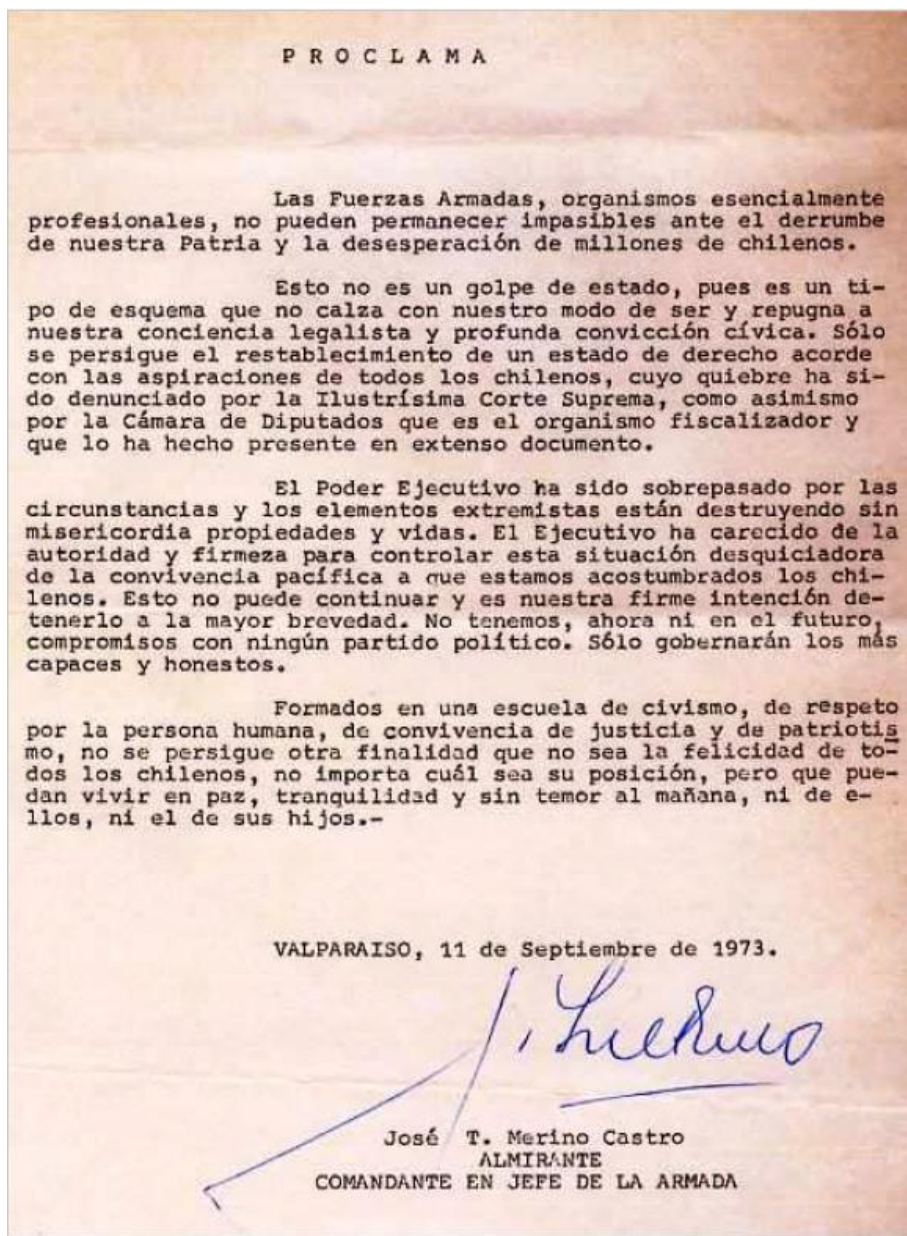 P R O C L A M A
Las Fuerzas Armadas, organismos esencialmente
profesionales, no pueden permanecer impasibles ante el derrumbe
de nuestra Patria y la desesperación de millones de chilenos.
Esto no es un golpe de estado, pues es un ti-
po de esquema que no calza con nuestro modo de ser y repugna a
nuestra conciencia legalista y profunda convicción cívica. Sólo
se persigue el restablecimiento de un estado de derecho acorde
con las aspiraciones de todos los chilenos, cuyo quiebre ha si-
do denunciado por la Ilustrísima Corte Suprema, como asimismo
por la Cámara de Diputados que es el organismo fiscalizador y
que lo ha hecho presente en extenso documento.
El Poder Ejecutivo ha sido sobrepasado por las
circunstancias y los elementos extremistas están destruyendo sin
misericordia propiedades y vidas. El Ejecutivo ha carecido de la
autoridad y firmeza para controlar esta situación desquiciadora
de la convivencia pacífica a que estamos acostumbrados los chi-
lenos. Esto no puede continuar y es nuestra firme intención de-
tenerlo a la mayor brevedad. No tenemos, ahora ni en el futuro,
compromisos con ningún partido político. Sólo gobernarán los más
capaces y honestos.
Formados en una escuela de civismo, de respeto
por la persona humana, de convivencia de justicia y de patriotis
mo, no se persigue otra finalidad que no sea la felicidad de to-
dos los chilenos, no importa cuál sea su posición, pero que pue-
dan vivir en paz, tranquilidad y sin temor al mañana, ni de e-
llos, ni el de sus hijos.-
VALPARAISO, 11 de Septiembre de 1973.
José T. Merino Castro
ALMIRANTE
COMANDANTE EN JEFE DE LA ARMADA